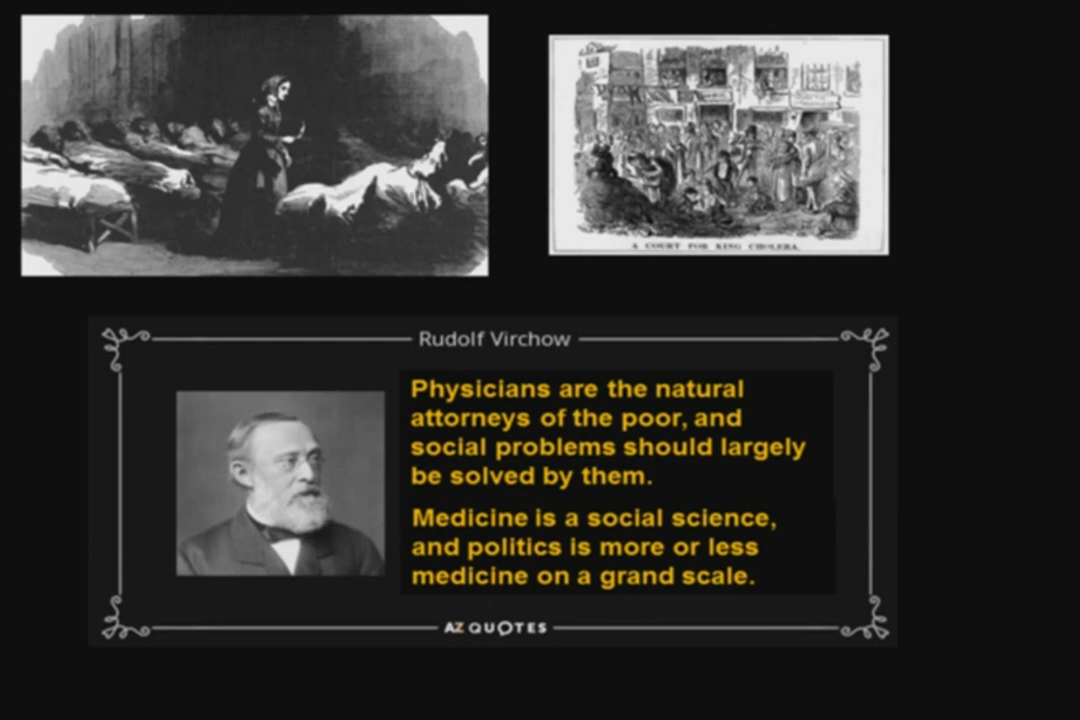 A COURT FOR KING CHOLERA.
Rudolf Virchow
Physicians are the natural
attorneys of the poor, and
social problems should largely
be solved by them.
Medicine is a social science,
and politics is more or less
medicine on a grand scale.
AZ QUOTES